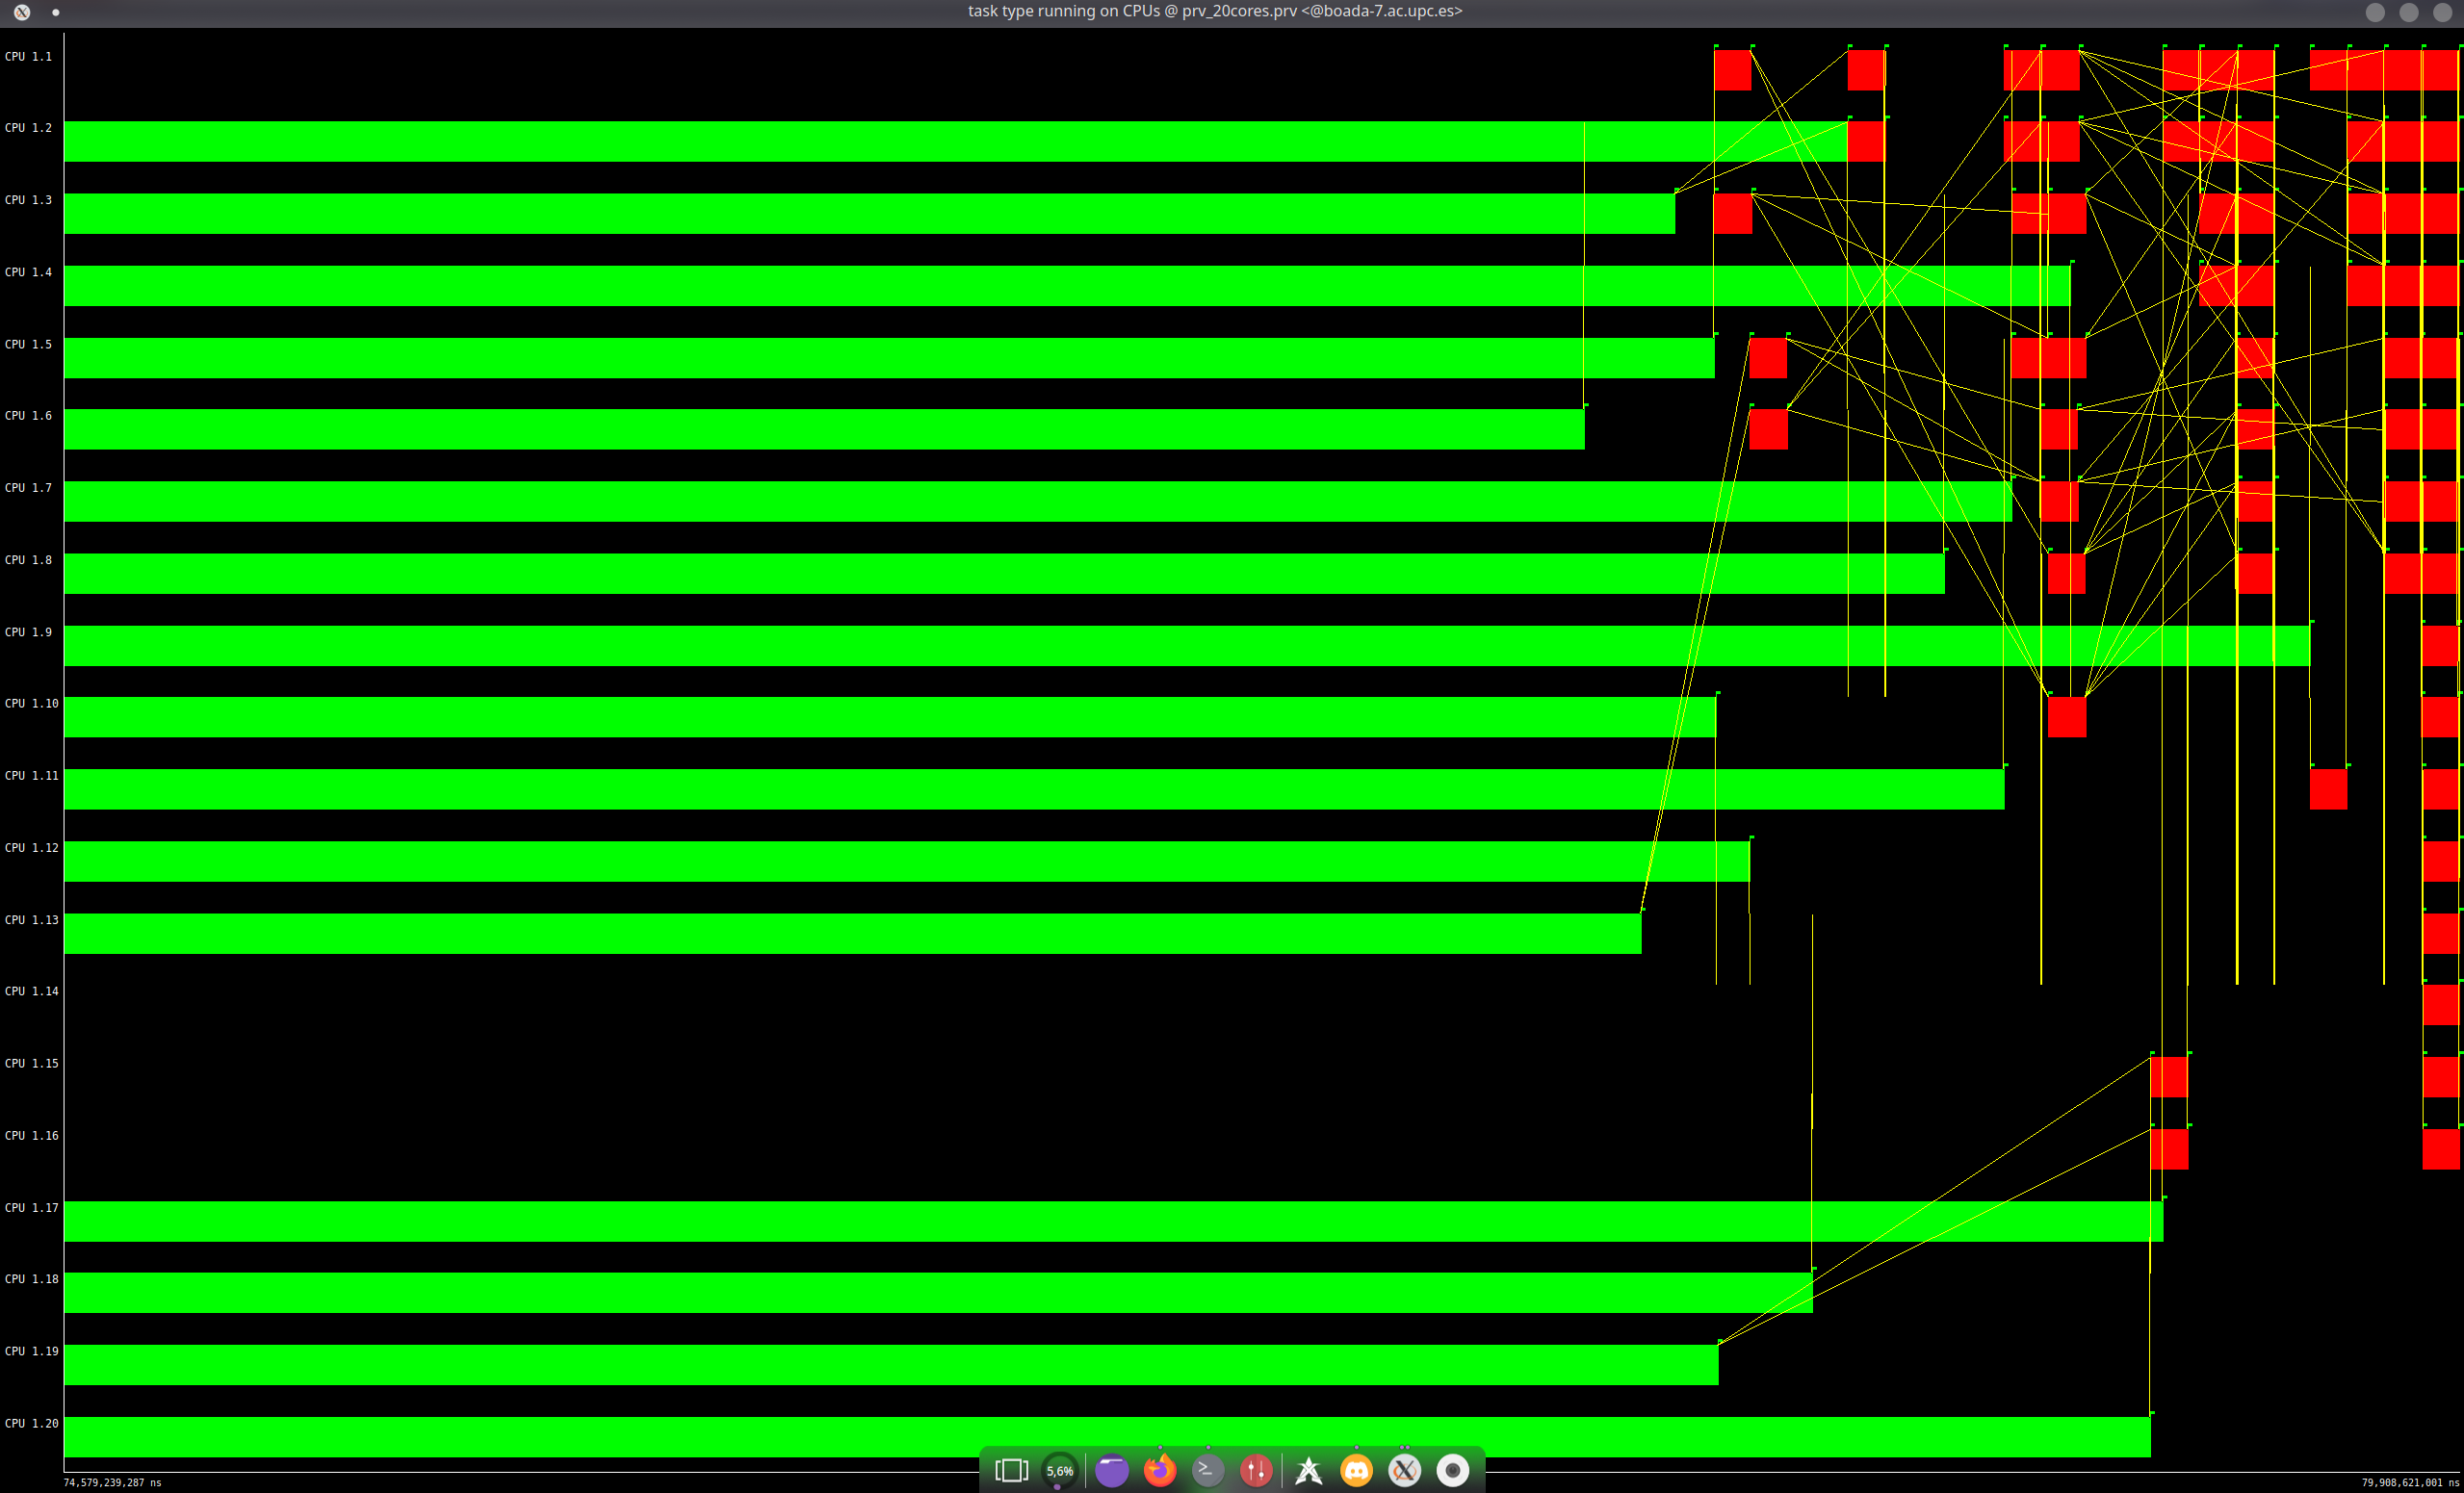 task type running on CPUs @ prv_20cores.prv <@boada-7.ac.upc.es>
CPU 1.1
CPU 1.2
CPU 1.3
CPU 1.4
CPU 1.5
CPU 1.6
CPU 1.7
CPU 1.8
CPU 1.9
CPU 1.10
CPU 1.11
CPU 1.12
CPU 1.13
CPU 1.14
CPU 1.15
CPU 1.16
CPU 1.17
CPU 1.18
CPU 1.19
CPU 1.20
5,6%
74,579,239,287 ns
79,908,621,001 ns